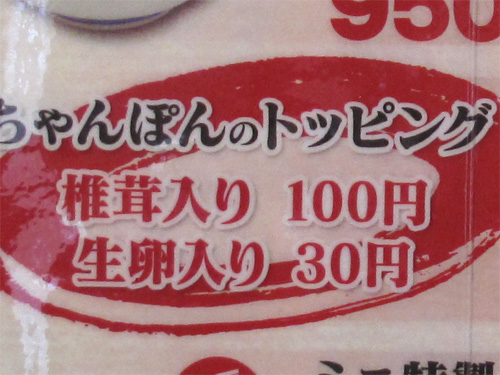 950
ちゃんぽんのトッピング
椎茸入り 100円
生卵入り 30円